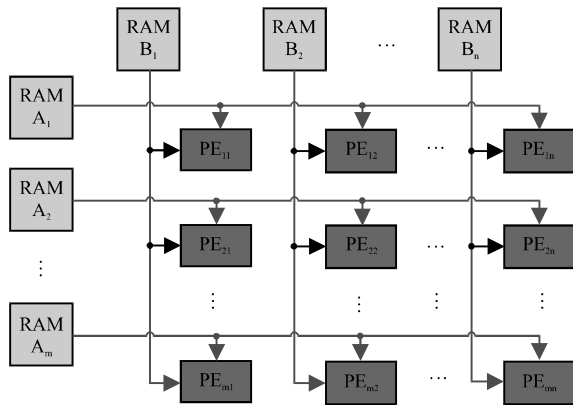 RAM
B₁
RAM
B₂
...
RAM
Bₙ
RAM
A₁
PE₁₁
PE₁₂
...
PE₁ₙ
RAM
A₂
PE₂₁
PE₂₂
...
PE₂ₙ
⋮
⋮
⋮
⋮
⋮
RAM
Aₘ
PEₘ₁
PEₘ₂
...
PEₘₙ